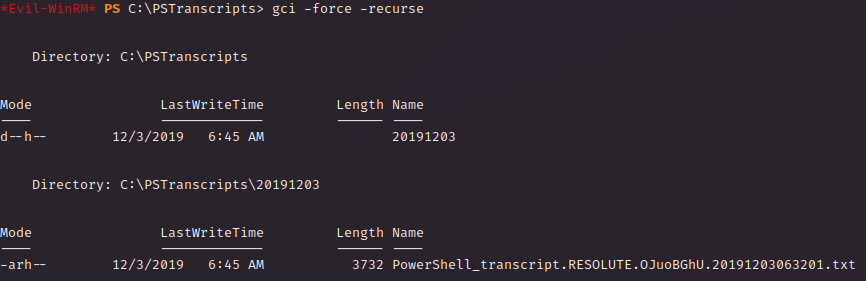 *Evil-WinRM* PS C:\PSTranscripts> gci -force -recurse
Directory: C:\PSTranscripts
Mode                LastWriteTime         Length Name
----                -------------         ------ ----
d--h--        12/3/2019   6:45 AM                20191203
Directory: C:\PSTranscripts\20191203
Mode                LastWriteTime         Length Name
----                -------------         ------ ----
-arh--        12/3/2019   6:45 AM           3732 PowerShell_transcript.RESOLUTE.OJuoBGhU.20191203063201.txt